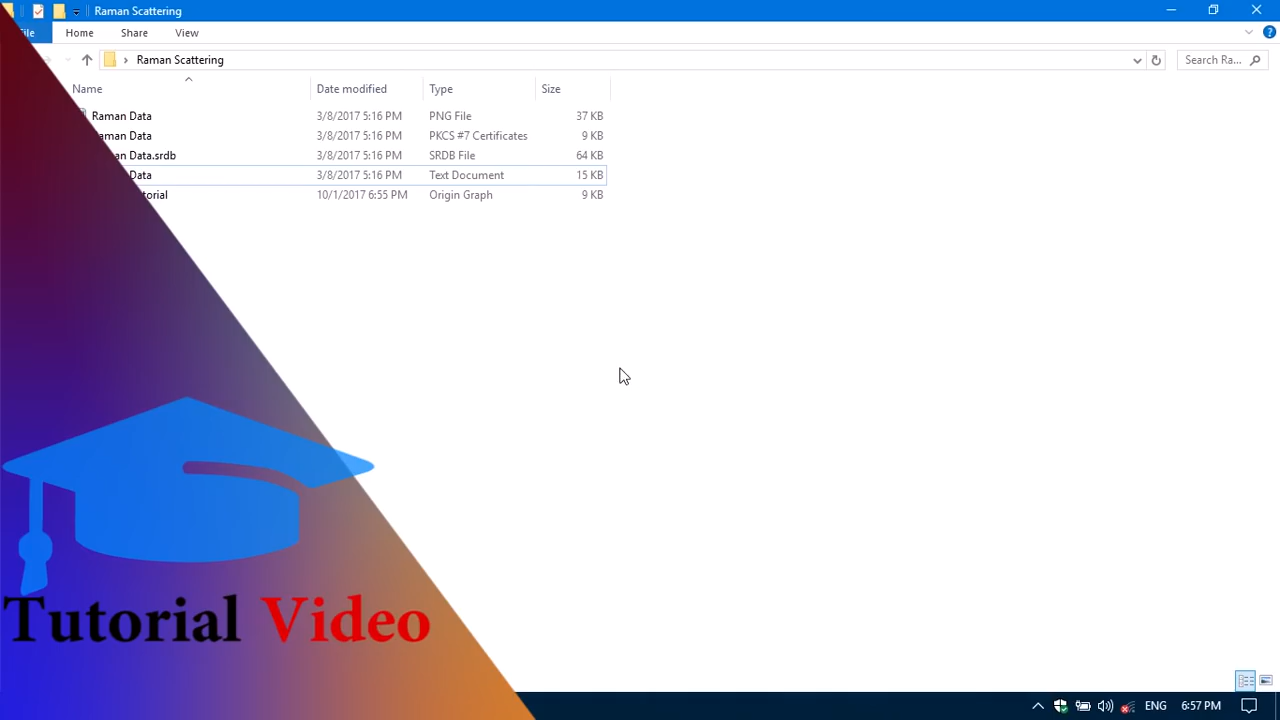 Raman Scattering
File
Home Share View
Raman Scattering
Search Ra...
Name Date modified Type Size
Raman Data 3/8/2017 5:16 PM PNG File 37 KB
aman Data 3/8/2017 5:16 PM PKCS #7 Certificates 9 KB
an Data.srdb 3/8/2017 5:16 PM SRDB File 64 KB
Data 3/8/2017 5:16 PM Text Document 15 KB
torial 10/1/2017 6:55 PM Origin Graph 9 KB
Tutorial Video
ENG 6:57 PM